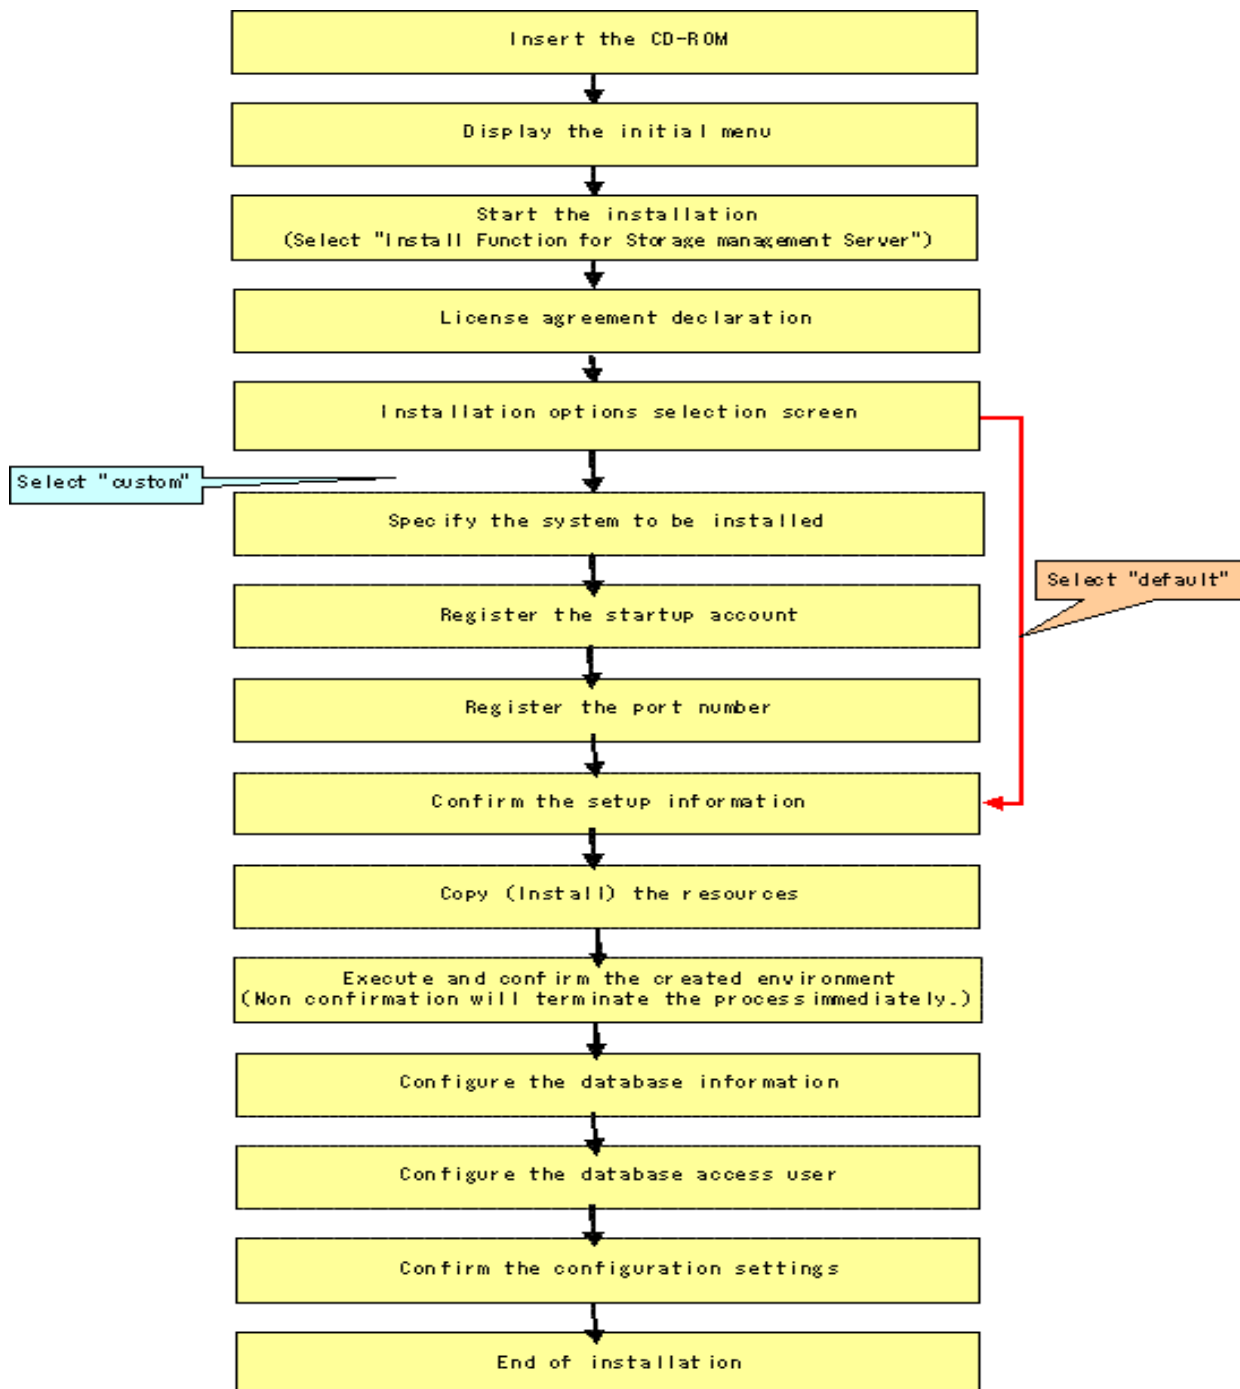 Insert the CD-ROM
Display the initial menu
Start the installation
(Select "Install Function for Storage management Server")
License agreement declaration
Installation options selection screen
Select "custom"
Specify the system to be installed
Select "default"
Register the startup account
Register the port number
Confirm the setup information
Copy (Install) the resources
Execute and confirm the created environment
(Non confirmation will terminate the process immediately.)
Configure the database information
Configure the database access user
Confirm the configuration settings
End of installation